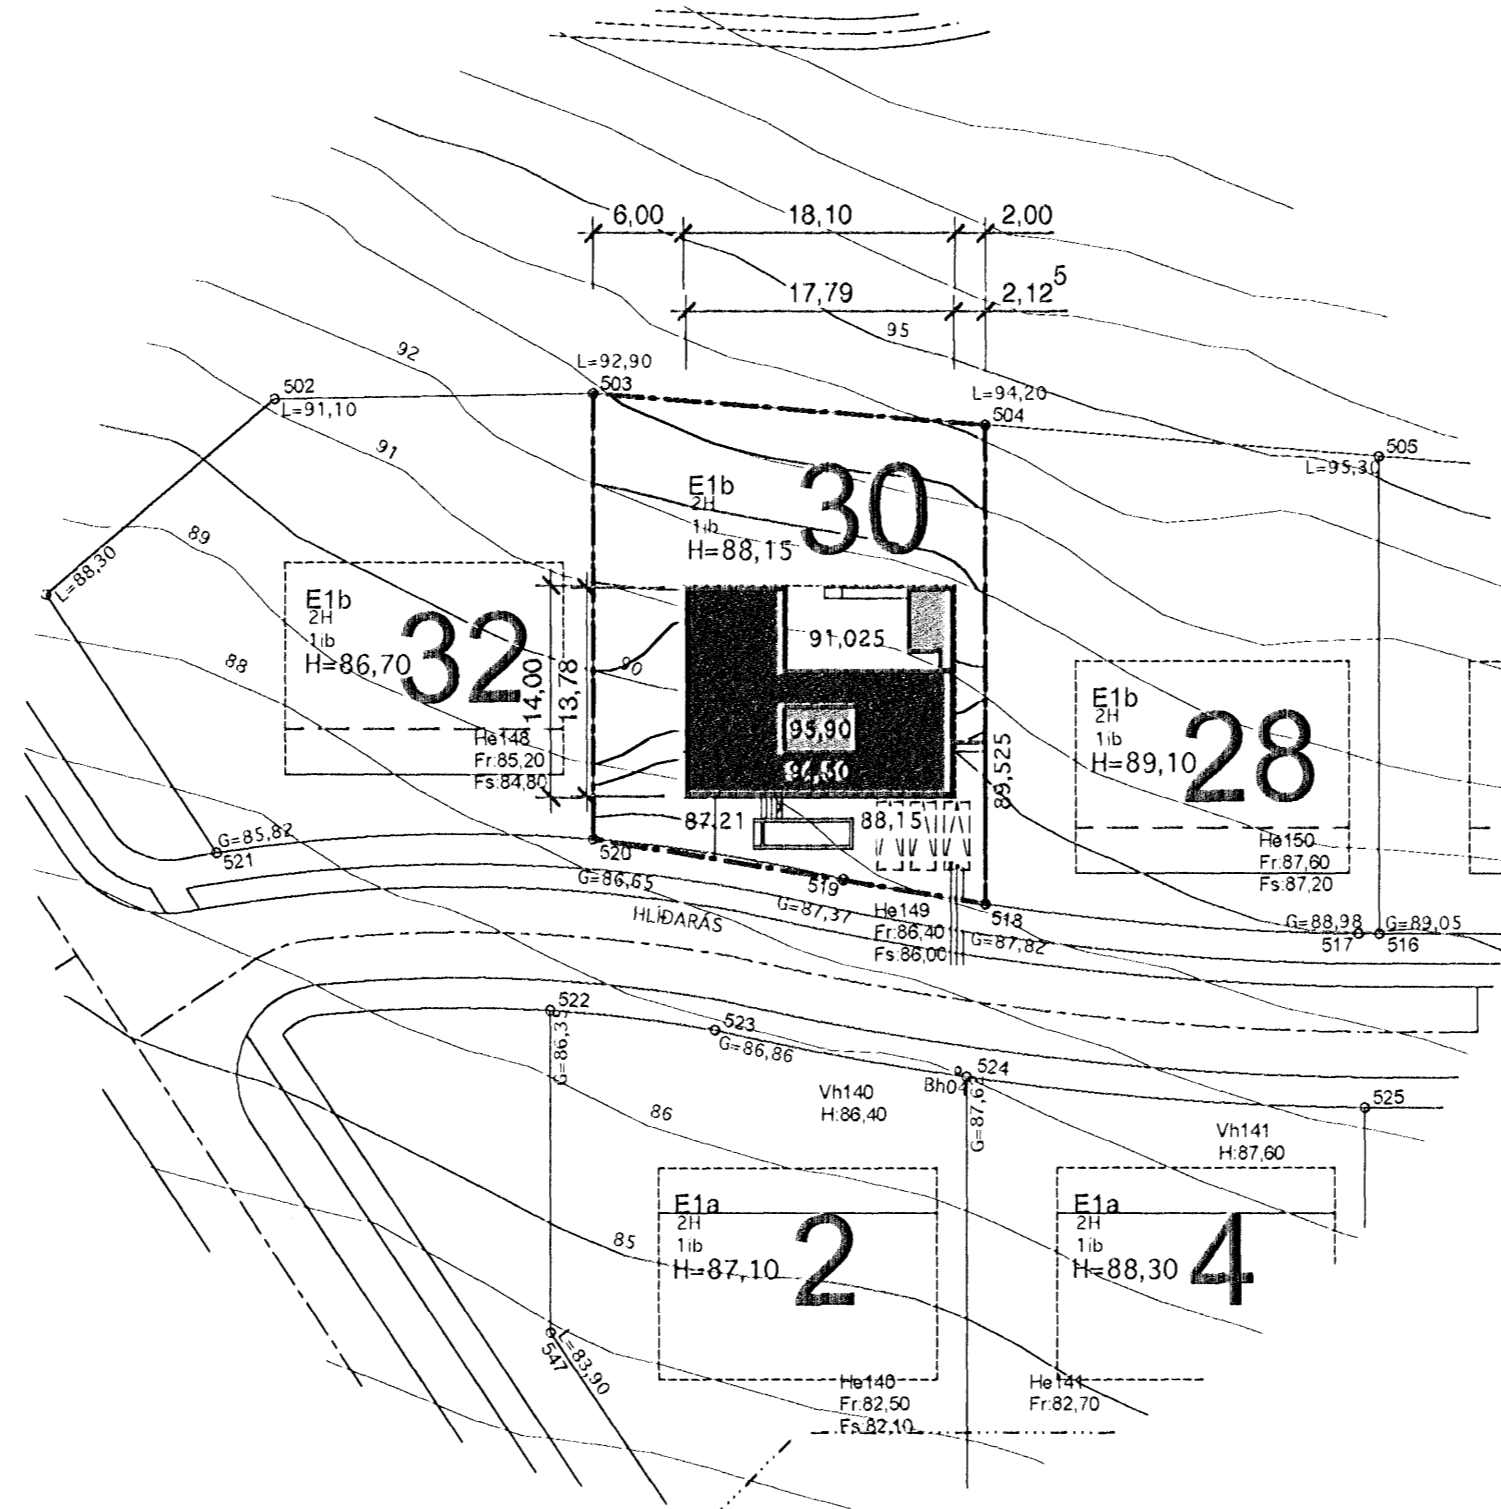 6,00 18,10 2,00
17,79 2,12⁵
95
92
L=92,90
503
502
L=91,10
L=94,20
504
505
L=95,30
91
E1b
2H
1ib
H=88,15
30
89
L=88,30
E1b
2H
1ib
H=86,70
32
88
14,00
13,78
90
91,025
95,90
94,50
He148
Fr:85,20
Fs:84,80
89,525
E1b
2H
1ib
H=89,10
28
87,21
88,15
G=85,82
521
520
G=86,65
519
G=87,37
He149
Fr:86,40
Fs:86,00
518
G=87,82
He150
Fr:87,60
Fs:87,20
G=88,98
517
G=89,05
516
HLÍÐARÁS
522
G=86,35
523
G=86,86
524
Bh04
G=87,62
525
Vh140
H:86,40
86
Vh141
H:87,60
85
E1a
2H
1ib
H=87,10
2
E1a
2H
1ib
H=88,30
4
L=83,90
547
He140
Fr:82,50
Fs:82,10
He141
Fr:82,70